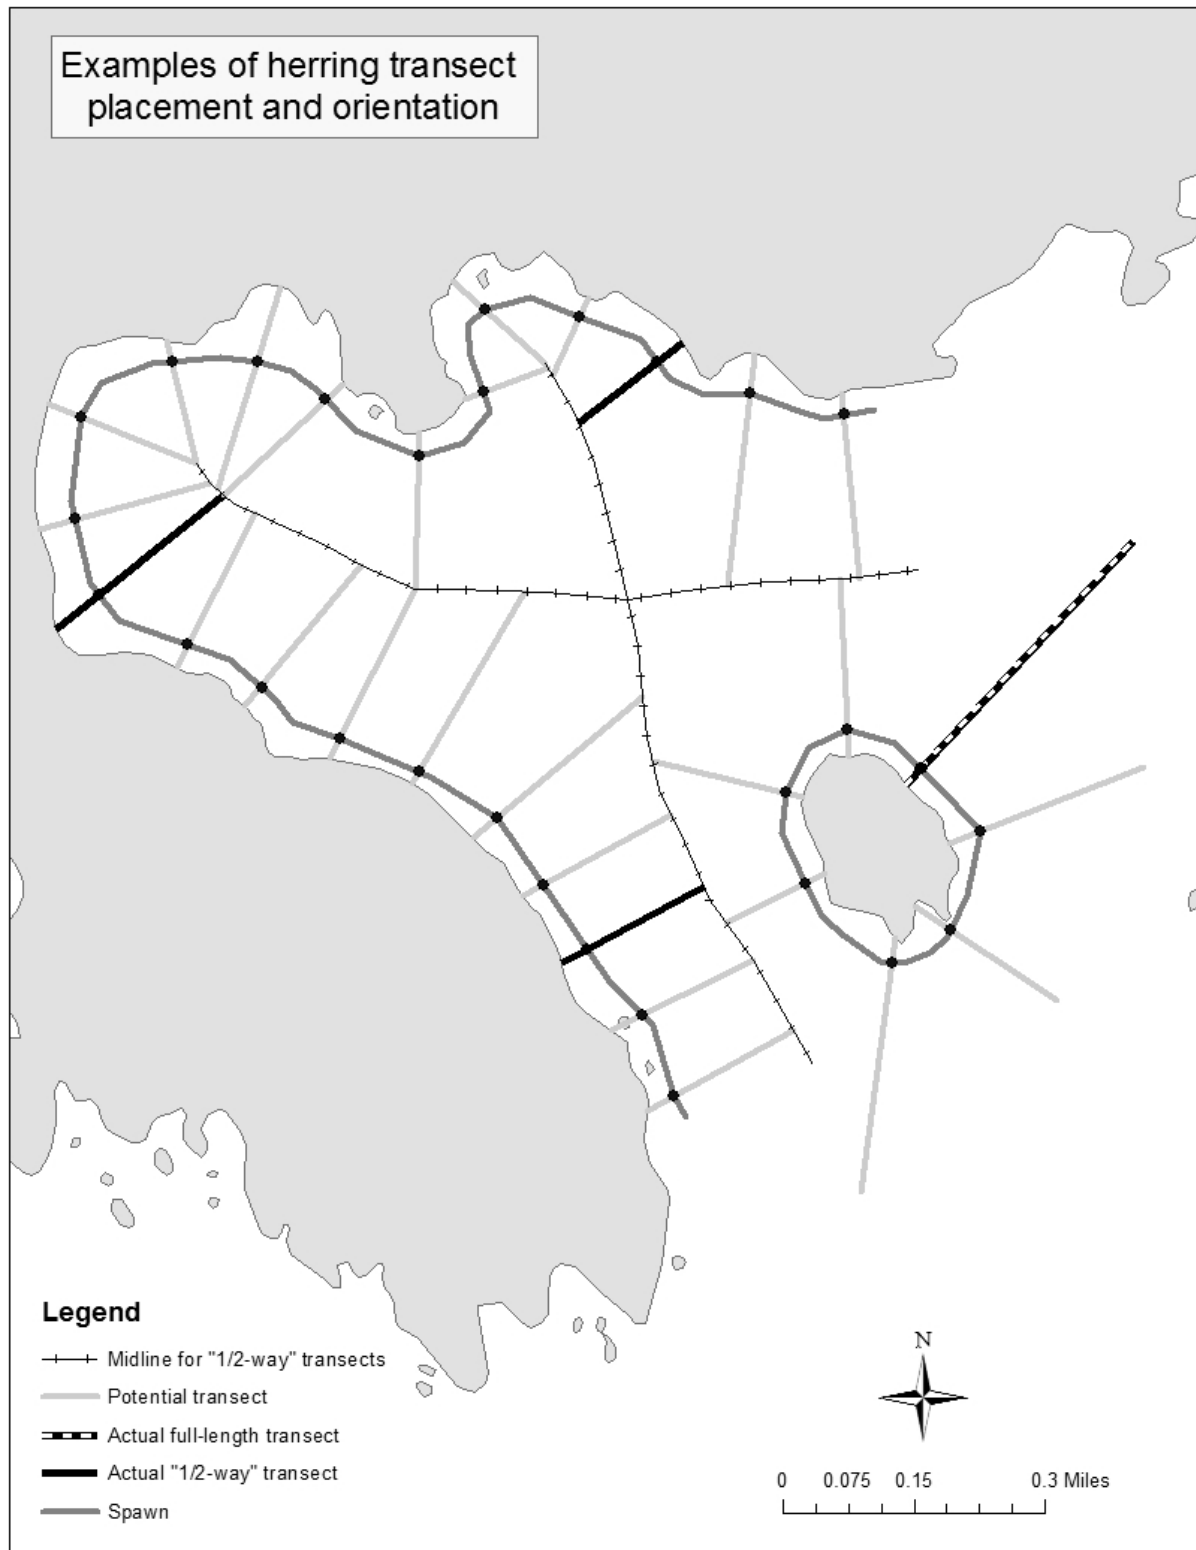 Examples of herring transect
placement and orientation
Legend
Midline for "1/2-way" transects
Potential transect
Actual full-length transect
Actual "1/2-way" transect
Spawn
N
0 0.075 0.15 0.3 Miles